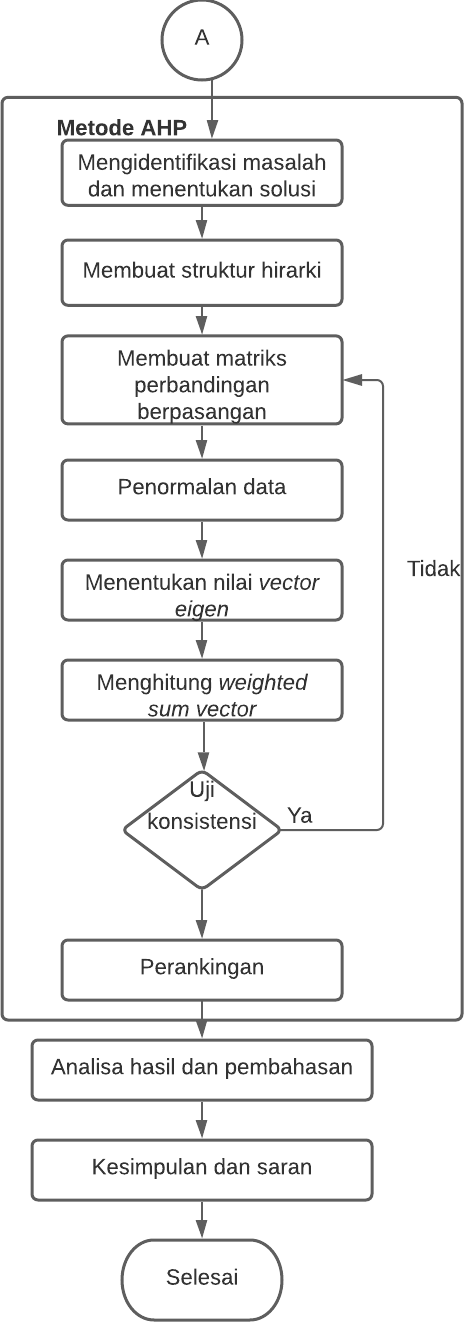 A
Metode AHP
Mengidentifikasi masalah
dan menentukan solusi
Membuat struktur hirarki
Membuat matriks
perbandingan
berpasangan
Penormalan data
Tidak
Menentukan nilai vector
eigen
Menghitung weighted
sum vector
Uji
konsistensi
Ya
Perankingan
Analisa hasil dan pembahasan
Kesimpulan dan saran
Selesai